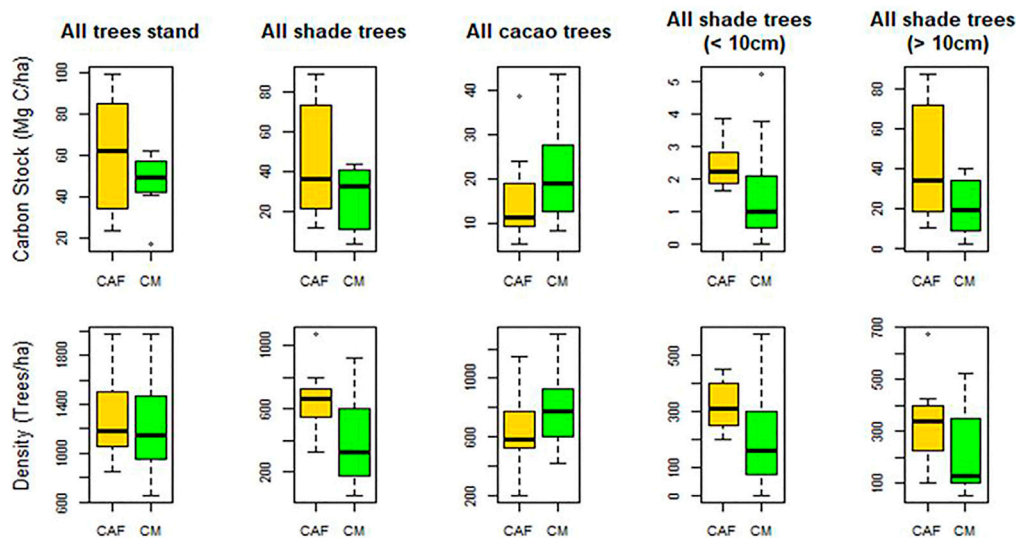 All trees stand
All shade trees
All cacao trees
All shade trees
(< 10cm)
All shade trees
(> 10cm)
Carbon Stock (Mg C/ha)
100
80
60
40
20
CAF CM
80
60
40
20
CAF CM
40
30
20
10
CAF CM
5
4
3
2
1
0
CAF CM
80
60
40
20
0
CAF CM
Density (Trees/ha)
1800
1400
1000
600
CAF CM
1000
600
200
CAF CM
1000
600
200
CAF CM
500
300
100
0
CAF CM
700
500
300
100
CAF CM